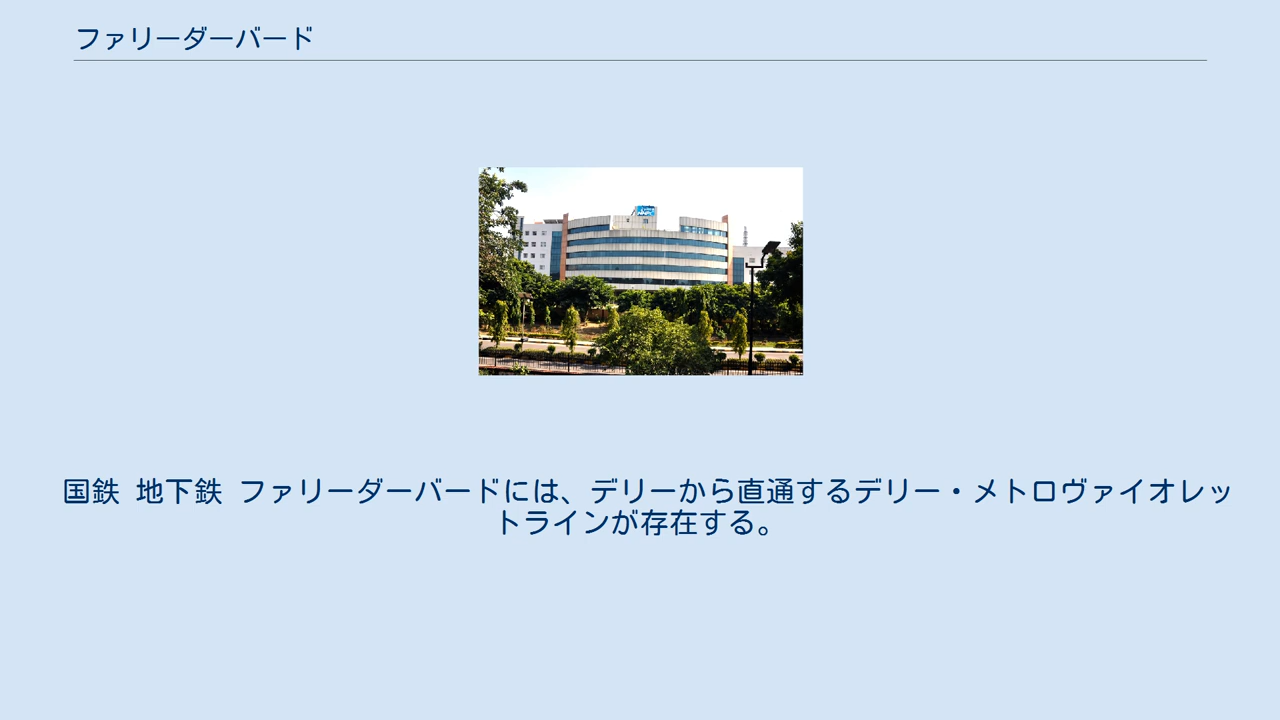 ファリーダーバード
国鉄 地下鉄 ファリーダーバードには、デリーから直通するデリー・メトロヴァイオレッ
トラインが存在する。